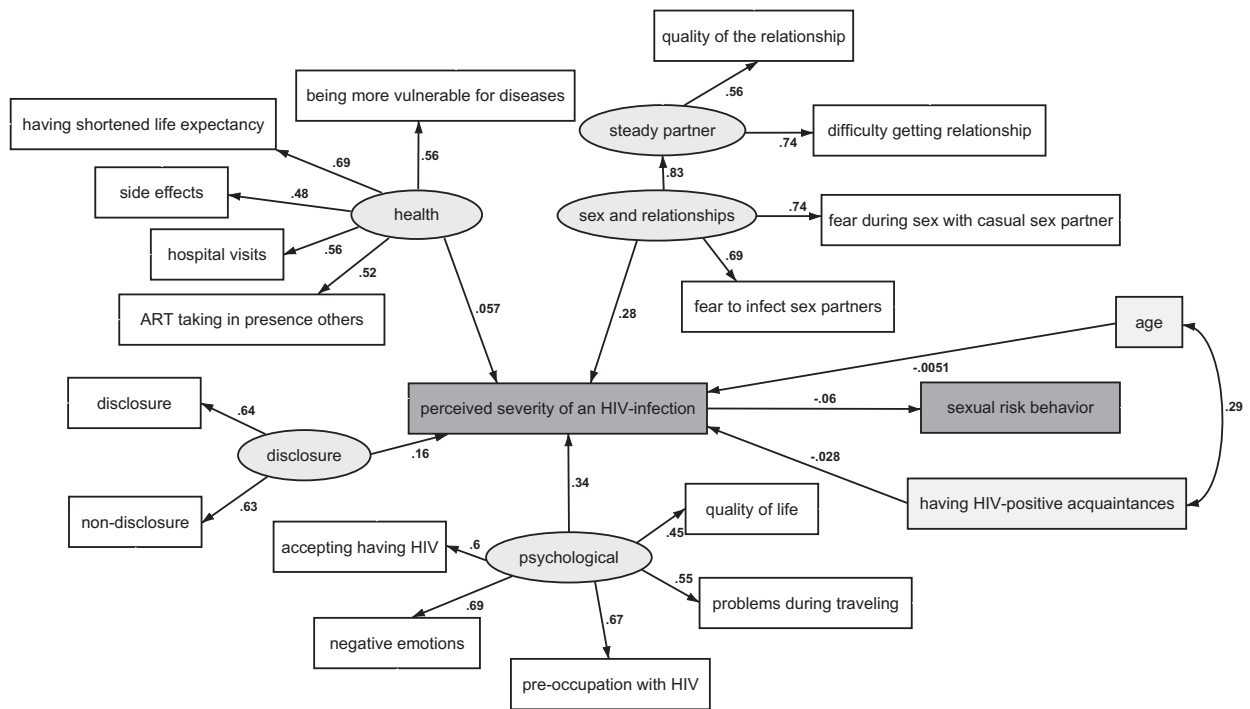 quality of the relationship
.56
being more vulnerable for diseases
having shortened life expectancy
steady partner
difficulty getting relationship
.74
.69
.56
.83
side effects
.48
health
sex and relationships
.74
fear during sex with casual sex partner
hospital visits
.56
.52
.69
ART taking in presence others
.057
.28
fear to infect sex partners
age
-.0051
disclosure
.64
perceived severity of an HIV-infection
-.06
sexual risk behavior
.29
disclosure
.16
-.028
non-disclosure
.63
.34
quality of life
having HIV-positive acquaintances
accepting having HIV
.6
psychological
.45
.55
problems during traveling
negative emotions
.69
.67
pre-occupation with HIV